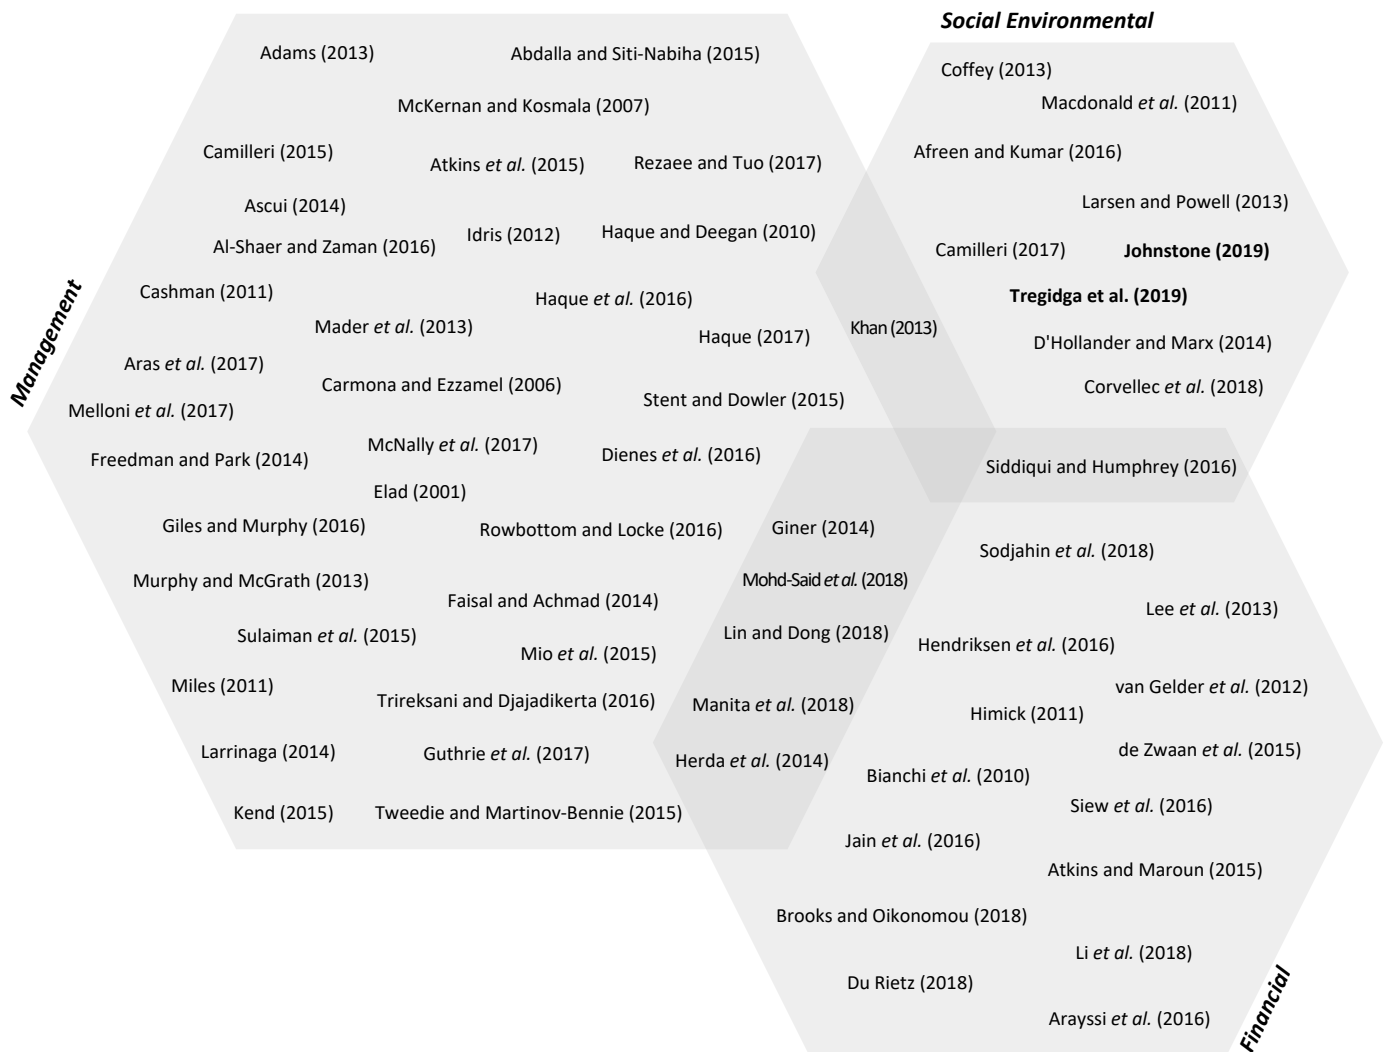 Social Environmental
Adams (2013)
Abdalla and Siti-Nabiha (2015)
Coffey (2013)
McKernan and Kosmala (2007)
Macdonald et al. (2011)
Camilleri (2015)
Atkins et al. (2015)
Rezaee and Tuo (2017)
Afreen and Kumar (2016)
Ascui (2014)
Larsen and Powell (2013)
Al-Shaer and Zaman (2016)
Idris (2012)
Haque and Deegan (2010)
Camilleri (2017)
Johnstone (2019)
Cashman (2011)
Haque et al. (2016)
Tregidga et al. (2019)
Management
Mader et al. (2013)
Haque (2017)
Khan (2013)
D'Hollander and Marx (2014)
Aras et al. (2017)
Carmona and Ezzamel (2006)
Stent and Dowler (2015)
Corvellec et al. (2018)
Melloni et al. (2017)
McNally et al. (2017)
Dienes et al. (2016)
Freedman and Park (2014)
Siddiqui and Humphrey (2016)
Elad (2001)
Giles and Murphy (2016)
Rowbottom and Locke (2016)
Giner (2014)
Sodjahin et al. (2018)
Murphy and McGrath (2013)
Mohd-Said et al. (2018)
Faisal and Achmad (2014)
Lee et al. (2013)
Sulaiman et al. (2015)
Lin and Dong (2018)
Hendriksen et al. (2016)
Mio et al. (2015)
Miles (2011)
van Gelder et al. (2012)
Trireksani and Djajadikerta (2016)
Manita et al. (2018)
Himick (2011)
Larrinaga (2014)
Guthrie et al. (2017)
Herda et al. (2014)
de Zwaan et al. (2015)
Bianchi et al. (2010)
Kend (2015)
Tweedie and Martinov-Bennie (2015)
Siew et al. (2016)
Jain et al. (2016)
Atkins and Maroun (2015)
Brooks and Oikonomou (2018)
Li et al. (2018)
Du Rietz (2018)
Arayssi et al. (2016)
Financial